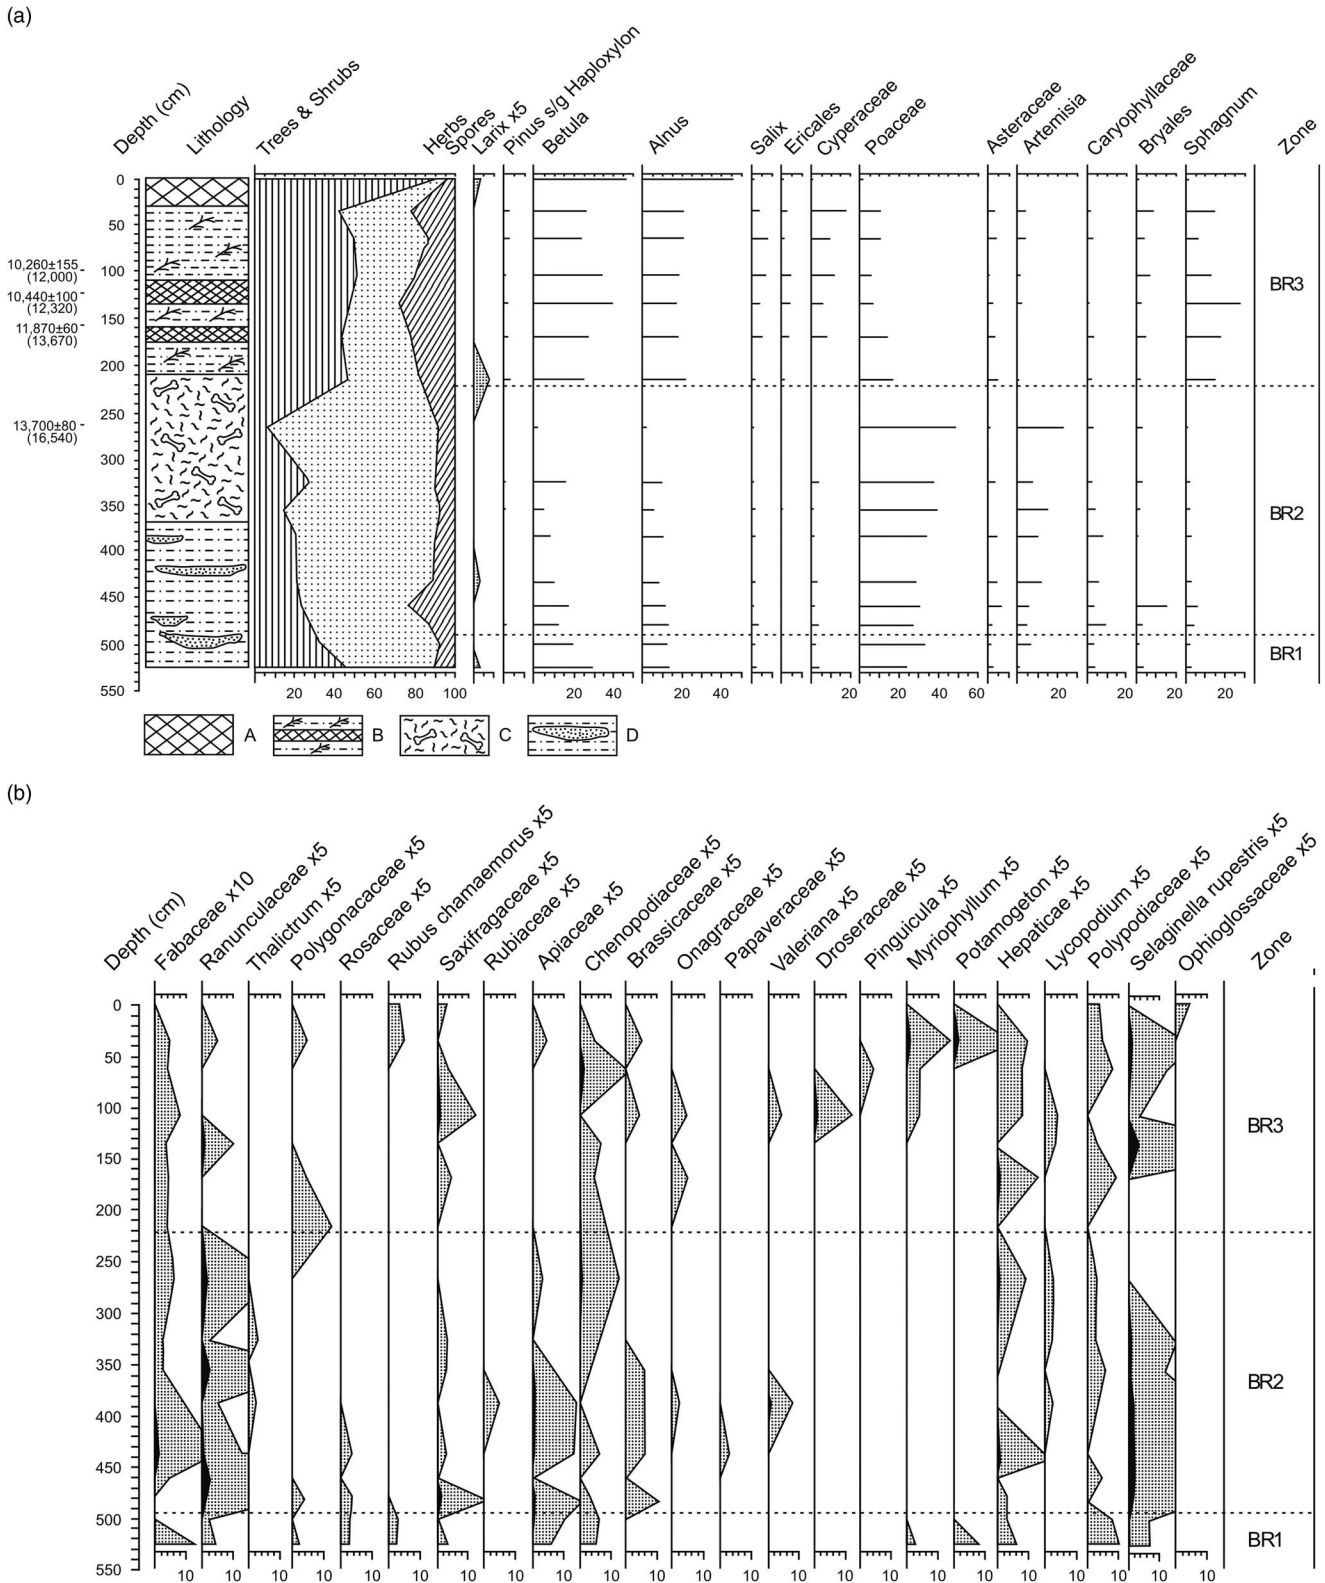 (a)
Depth (cm)
Lithology
Trees & Shrubs
Herbs
Spores
Larix x5
Pinus s/g Haploxylon
Betula
Alnus
Salix
Ericales
Cyperaceae
Poaceae
Asteraceae
Artemisia
Caryophyllaceae
Bryales
Sphagnum
Zone
0
50
100
150
200
250
300
350
400
450
500
550
10,260±155
(12,000)
10,440±100
(12,320)
11,870±60
(13,670)
13,700±80
(16,540)
BR3
BR2
BR1
20 40 60 80 100 20 40 20 40 20 20 40 60 20 20 20
A B C D
(b)
Depth (cm)
Fabaceae x10
Ranunculaceae x5
Thalictrum x5
Polygonaceae x5
Rosaceae x5
Rubus chamaemorus x5
Saxifragaceae x5
Rubiaceae x5
Apiaceae x5
Chenopodiaceae x5
Brassicaceae x5
Onagraceae x5
Papaveraceae x5
Valeriana x5
Droseraceae x5
Pinguicula x5
Myriophyllum x5
Potamogeton x5
Hepaticae x5
Lycopodium x5
Polypodiaceae x5
Selaginella rupestris x5
Ophioglossaceae x5
Zone
0
50
100
150
200
250
300
350
400
450
500
550
BR3
BR2
BR1
10 10 10 10 10 10 10 10 10 10 10 10 10 10 10 10 10 10 10 10 10 10 10